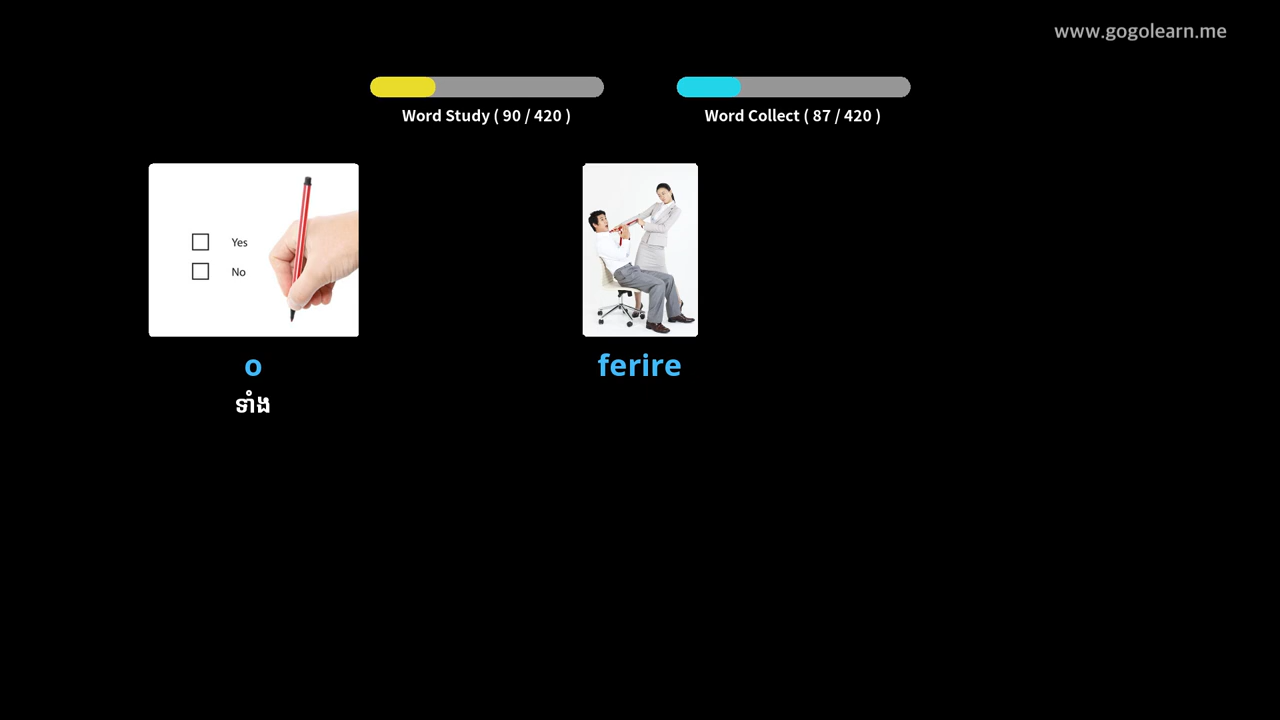 www.gogolearn.me
Word Study ( 90 / 420 )
Word Collect ( 87 / 420 )
Yes
No
o
ferire
ទាំង